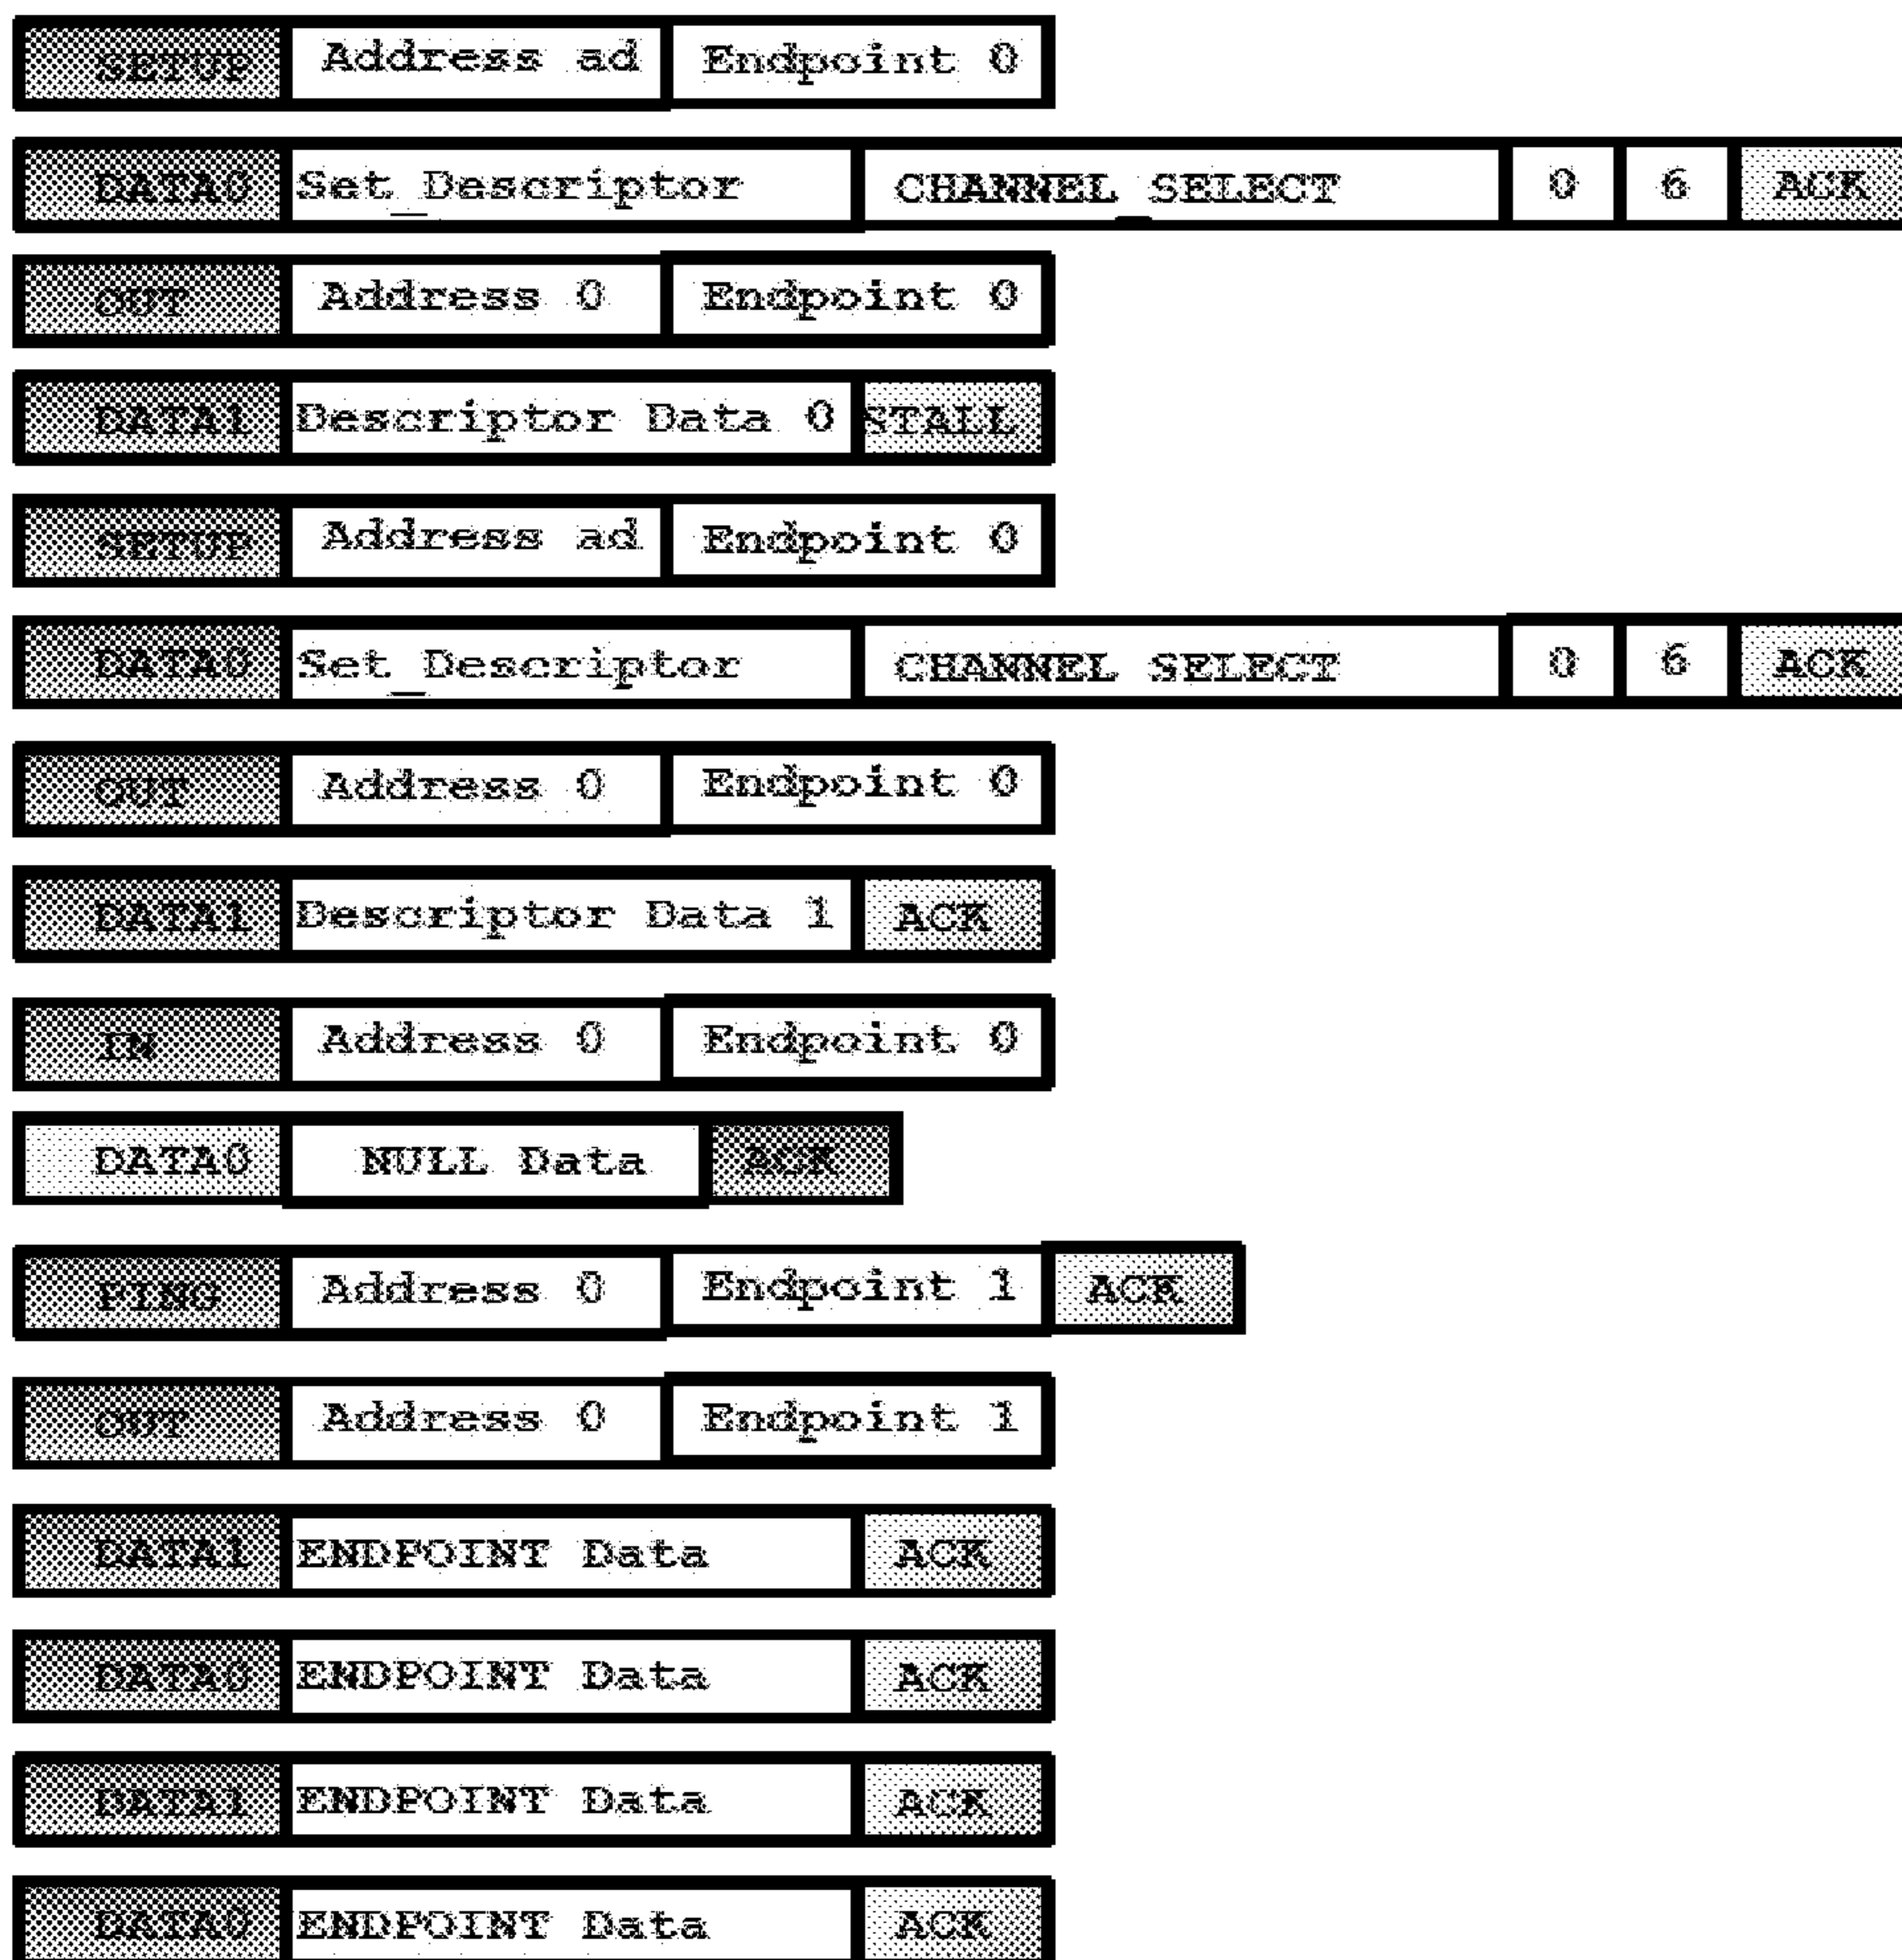 SETUP Address ad Endpoint 0
DATA0 Set_Descriptor CHANNEL_SELECT 0 6 ACK
OUT Address 0 Endpoint 0
DATA1 Descriptor Data 0 STALL
SETUP Address ad Endpoint 0
DATA0 Set_Descriptor CHANNEL SELECT 0 6 ACK
OUT Address 0 Endpoint 0
DATA1 Descriptor Data 1 ACK
IN Address 0 Endpoint 0
DATA0 NULL Data ACK
PING Address 0 Endpoint 1 ACK
OUT Address 0 Endpoint 1
DATA1 ENDPOINT Data ACK
DATA0 ENDPOINT Data ACK
DATA1 ENDPOINT Data ACK
DATA0 ENDPOINT Data ACK